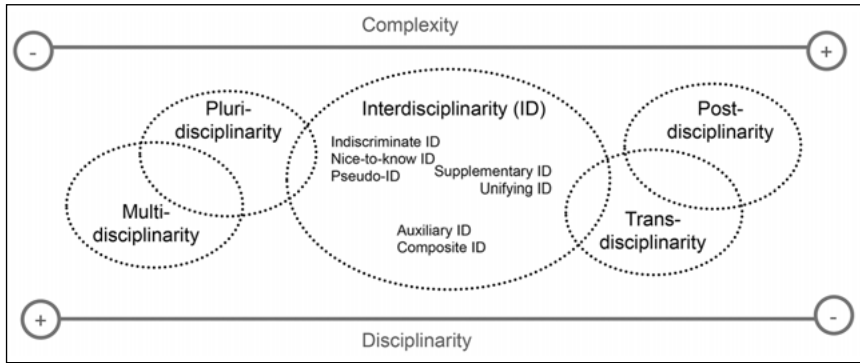 Complexity
-
+
Pluri-
disciplinarity
Multi-
disciplinarity
Interdisciplinarity (ID)
Indiscriminate ID
Nice-to-know ID
Pseudo-ID
Supplementary ID
Unifying ID
Auxiliary ID
Composite ID
Post-
disciplinarity
Trans-
disciplinarity
+
-
Disciplinarity